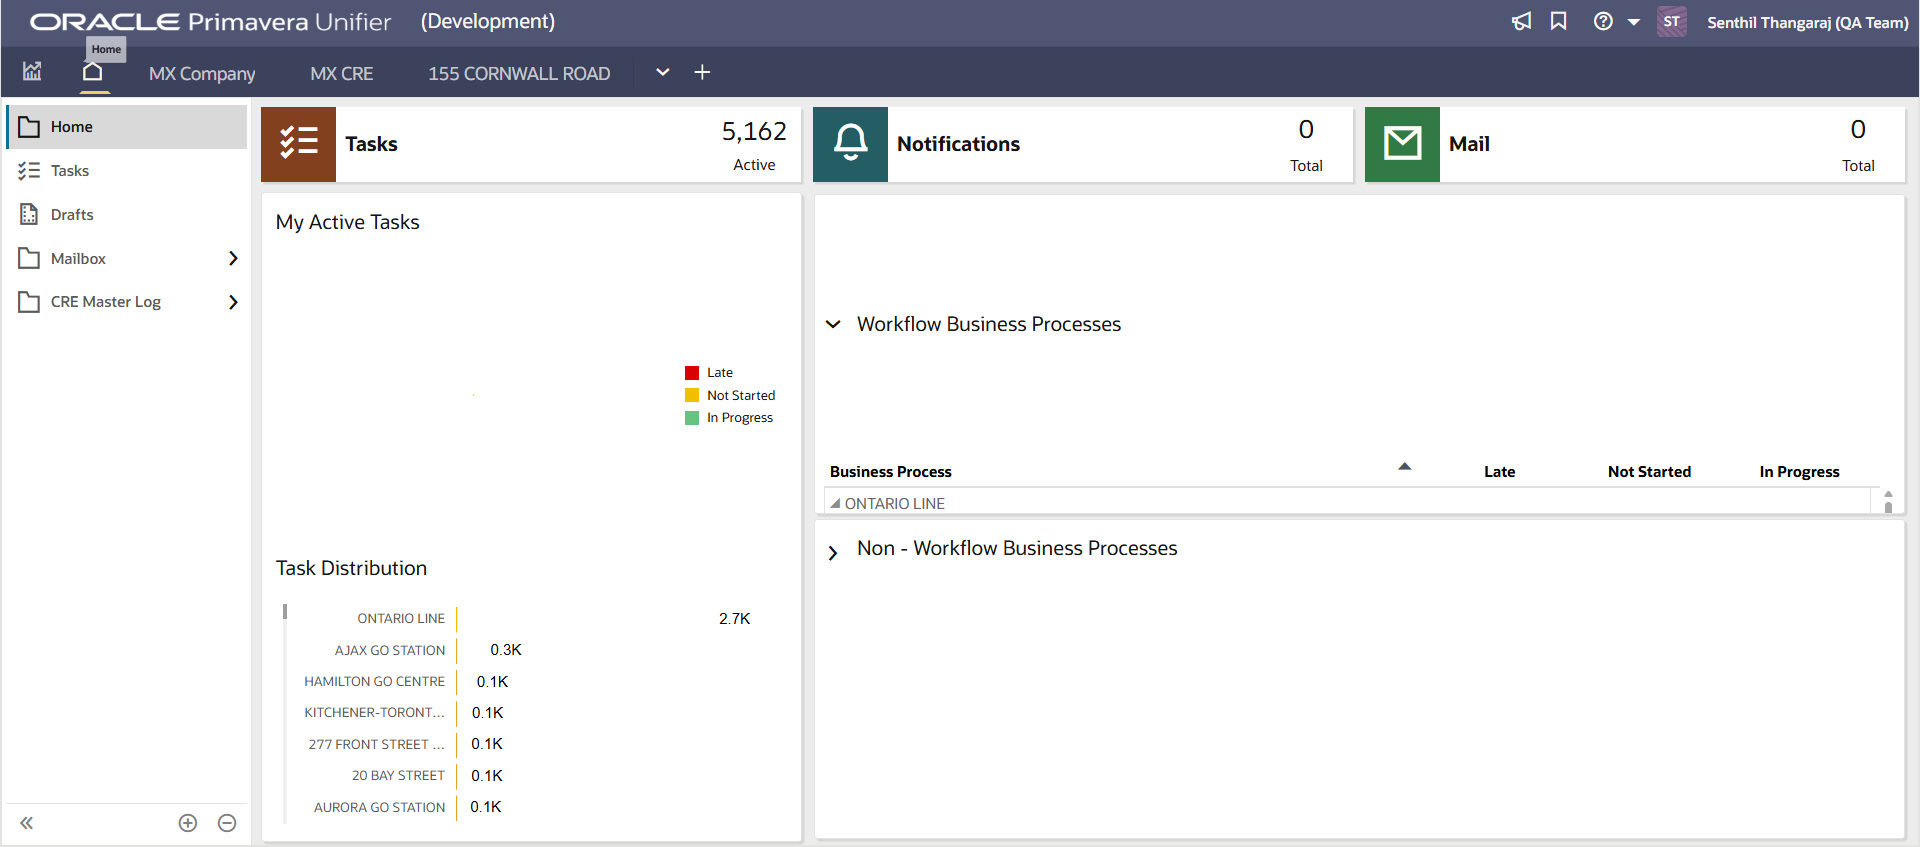 ORACLE Primavera Unifier (Development)
ST
Senthil Thangaraj (QA Team)
Home
MX Company
MX CRE
155 CORNWALL ROAD
Home
Tasks
Drafts
Mailbox
CRE Master Log
Tasks
5,162
Active
Notifications
0
Total
Mail
0
Total
My Active Tasks
Late
Not Started
In Progress
Task Distribution
ONTARIO LINE 2.7K
AJAX GO STATION 0.3K
HAMILTON GO CENTRE 0.1K
KITCHENER-TORONT... 0.1K
277 FRONT STREET ... 0.1K
20 BAY STREET 0.1K
AURORA GO STATION 0.1K
Workflow Business Processes
Business Process Late Not Started In Progress
ONTARIO LINE
Non - Workflow Business Processes